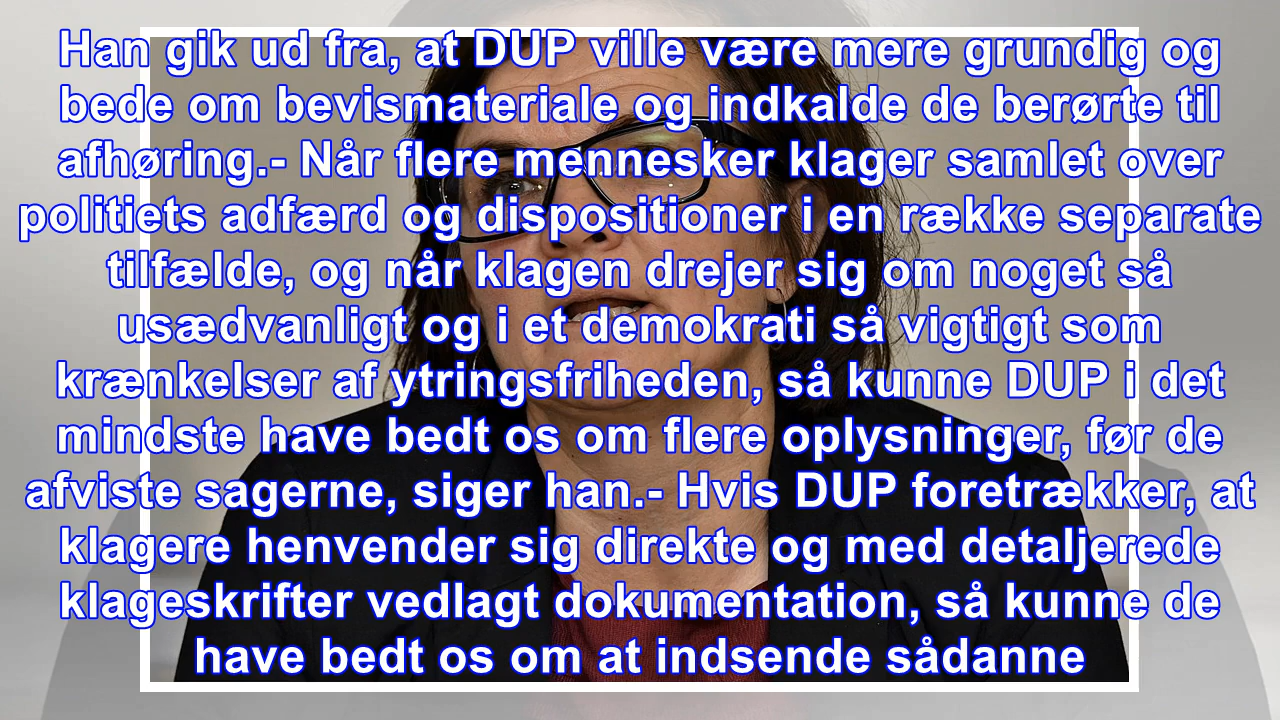 Han gik ud fra, at DUP ville være mere grundig og
bede om bevismateriale og indkalde de berørte til
afhøring.- Når flere mennesker klager samlet over
politiets adfærd og dispositioner i en række separate
tilfælde, og når klagen drejer sig om noget så
usædvanligt og i et demokrati så vigtigt som
krænkelser af ytringsfriheden, så kunne DUP i det
mindste have bedt os om flere oplysninger, før de
afviste sagerne, siger han.- Hvis DUP foretrækker, at
klagere henvender sig direkte og med detaljerede
klageskrifter vedlagt dokumentation, så kunne de
have bedt os om at indsende sådanne